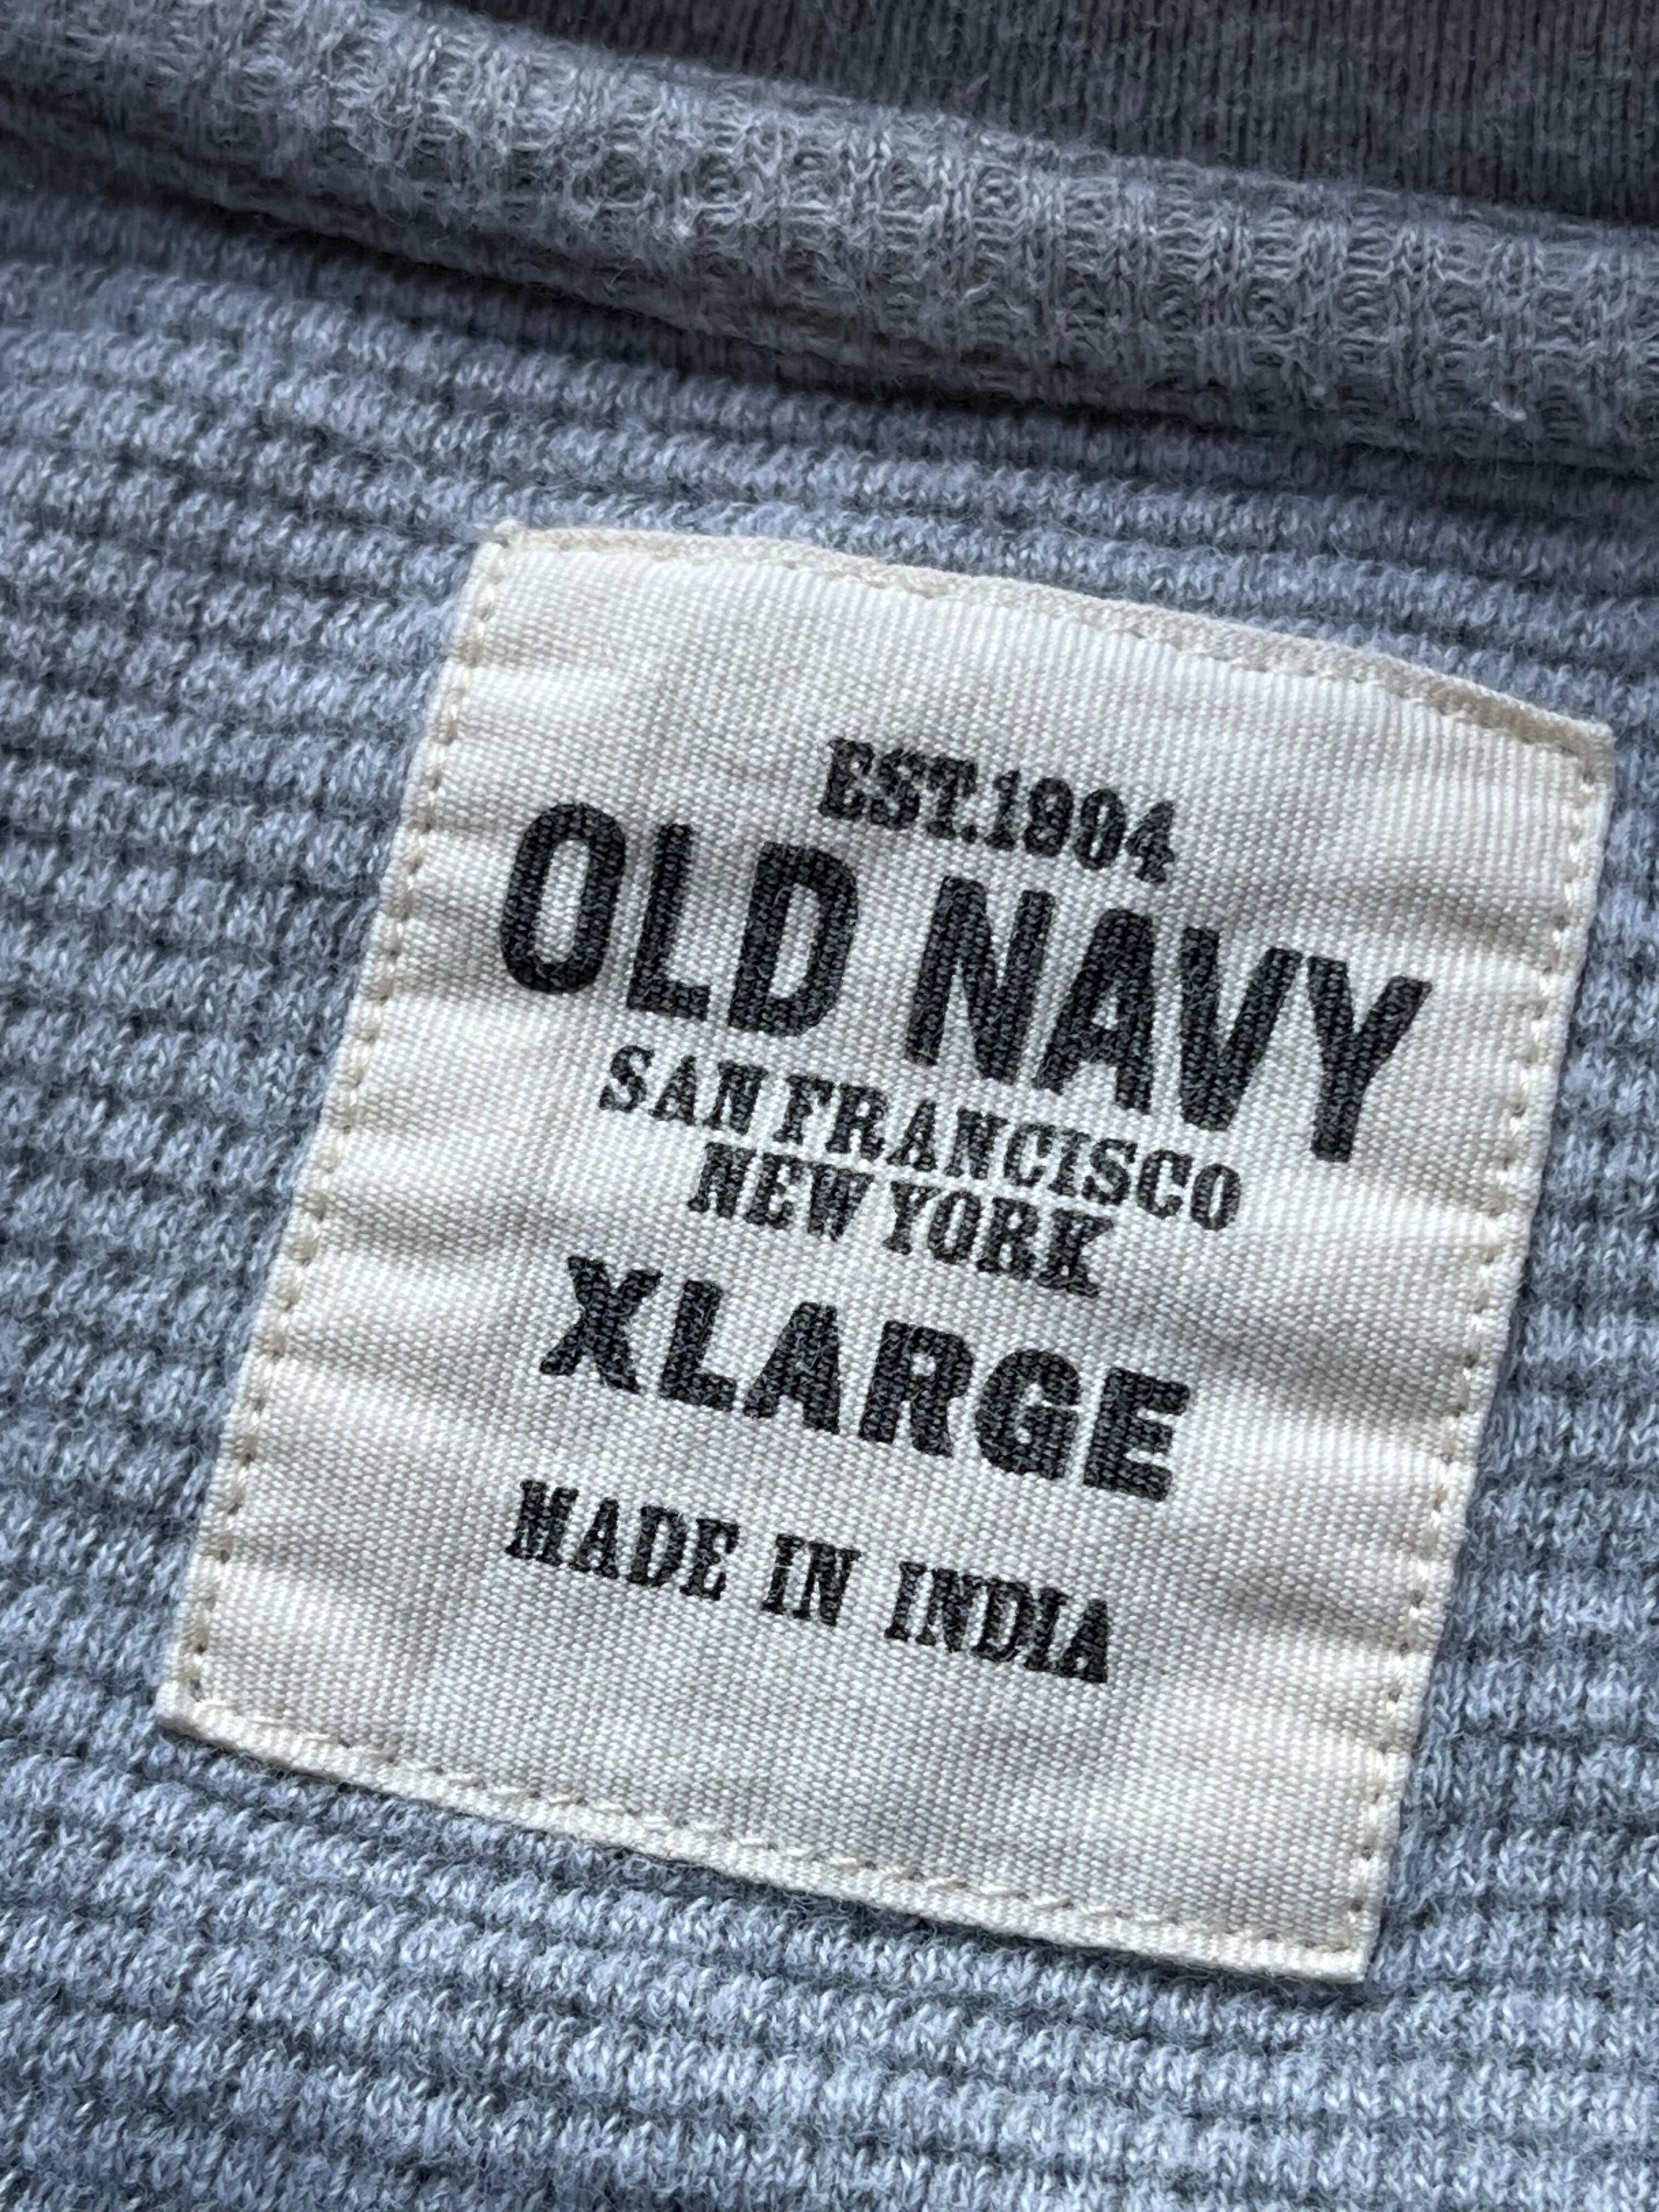 EST.1994
OLD NAVY
SAN FRANCISCO
NEW YORK
XLARGE
MADE IN INDIA